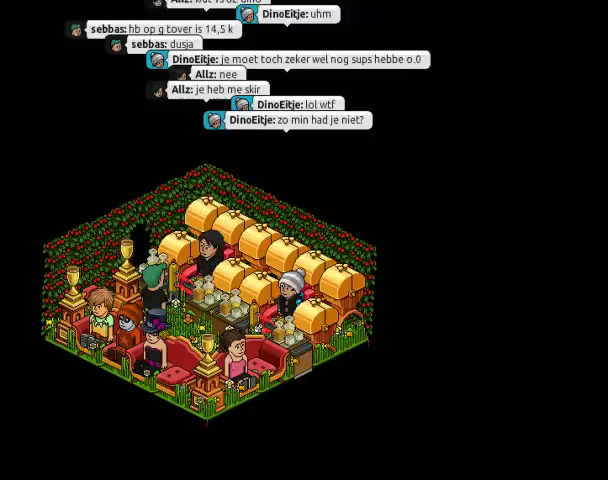 DinoEitje: uhm
sebbas: hb op g tover is 14,5 k
sebbas: dusja
DinoEitje: je moet toch zeker wel nog sups hebbe o.0
Allz: nee
Allz: je heb me skir
DinoEitje: lol wtf
DinoEitje: zo min had je niet?